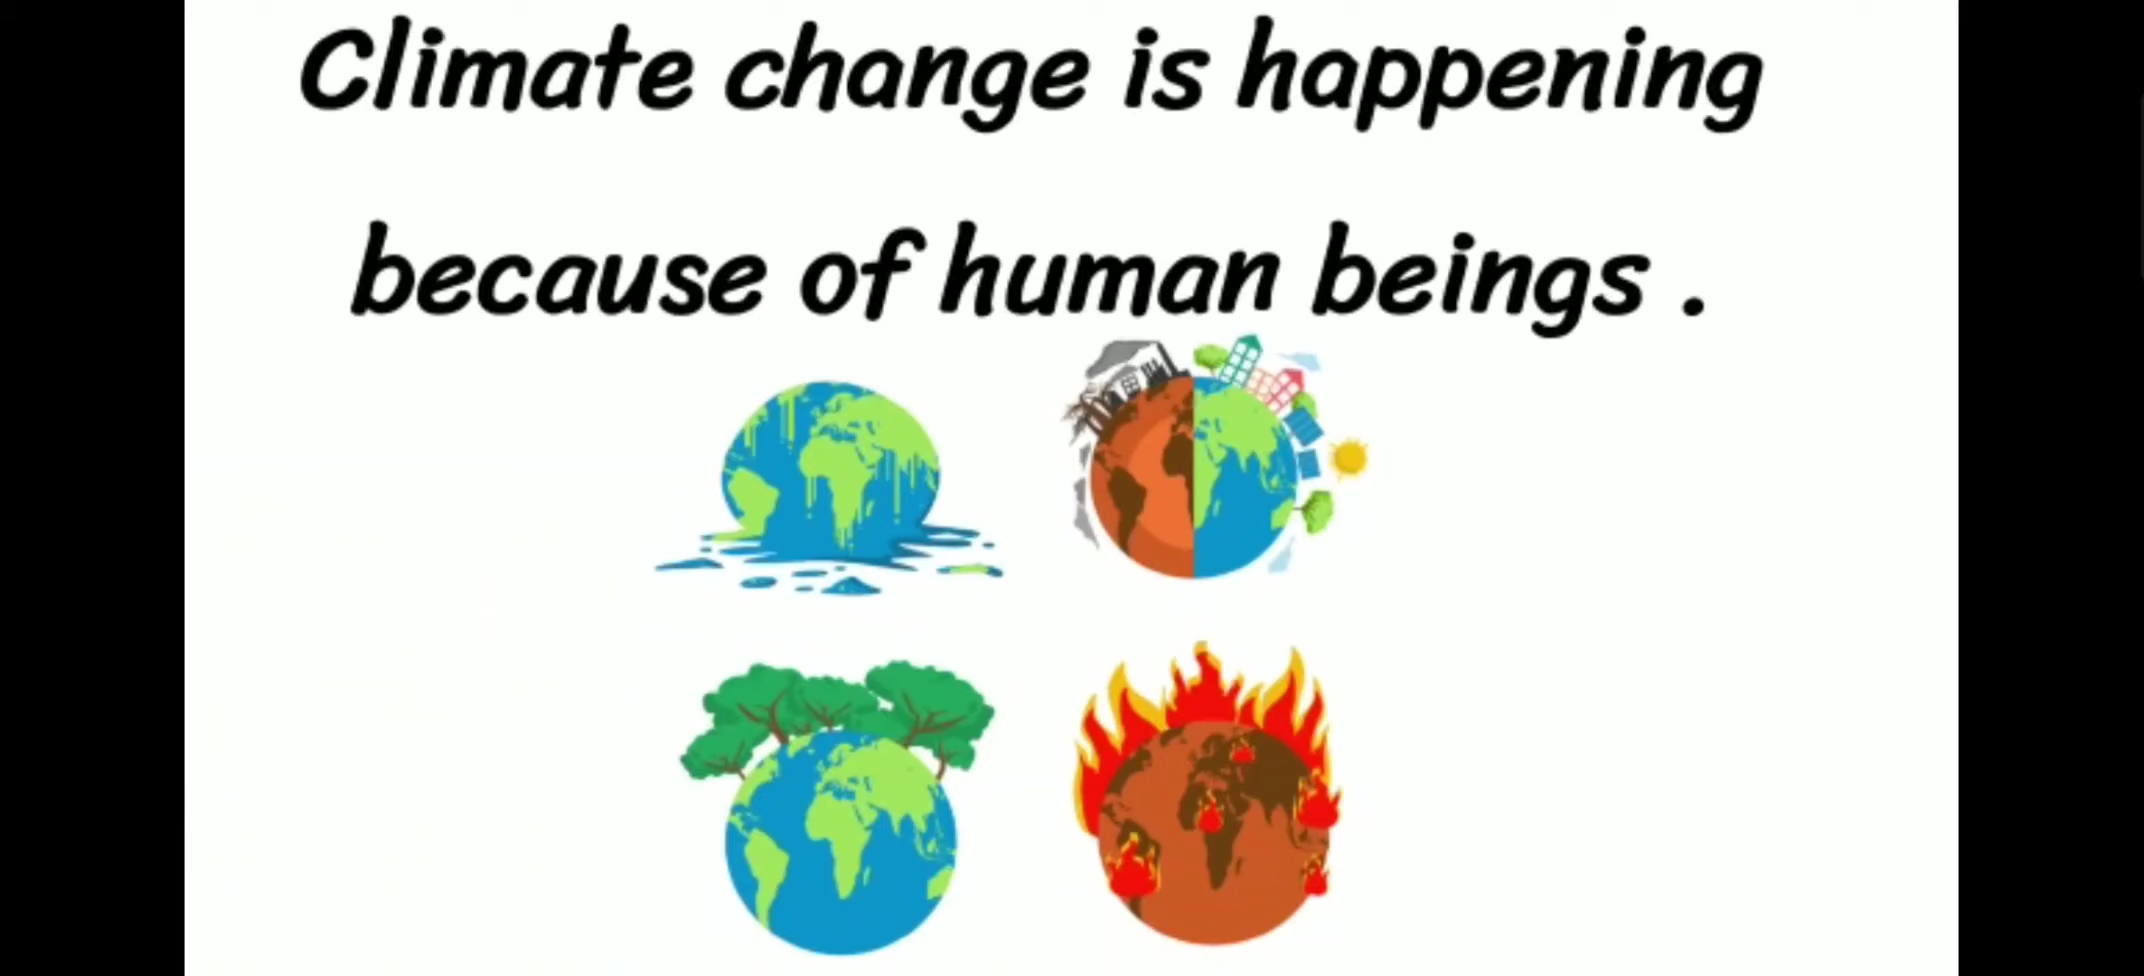 Climate change is happening
because of human beings .